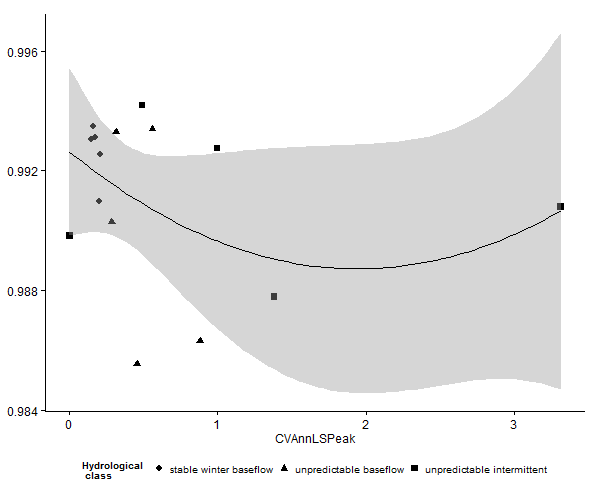 0.996
0.992
0.988
0.984
0 1 2 3
CVAnnLSPeak
Hydrological
class
stable winter baseflow unpredictable baseflow unpredictable intermittent